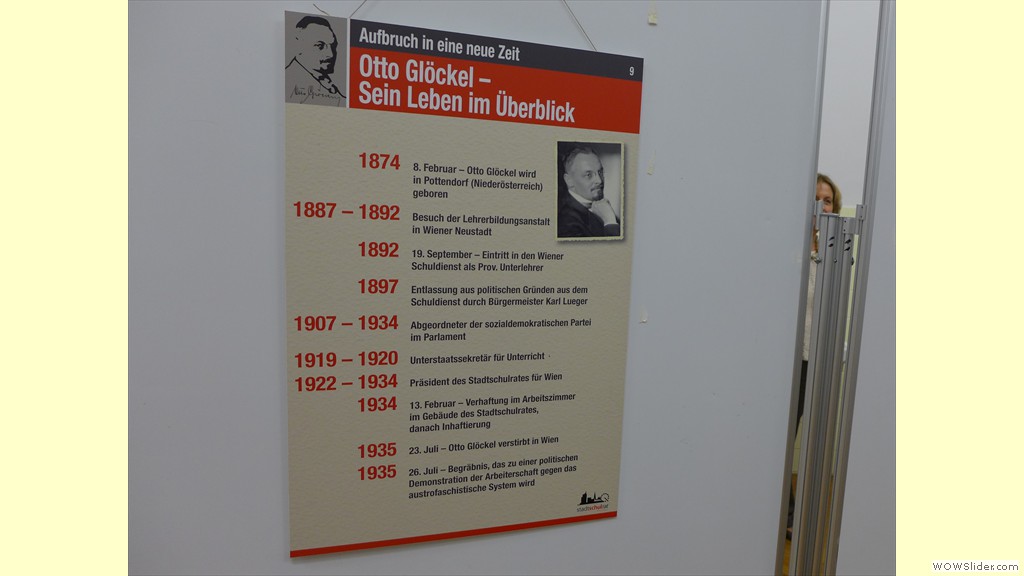 Aufbruch in eine neue Zeit
9
Otto Glöckel –
Sein Leben im Überblick
1874
8. Februar – Otto Glöckel wird
in Pottendorf (Niederösterreich)
geboren
1887 – 1892
Besuch der Lehrerbildungsanstalt
in Wiener Neustadt
1892
19. September – Eintritt in den Wiener
Schuldienst als Prov. Unterlehrer
1897
Entlassung aus politischen Gründen aus dem
Schuldienst durch Bürgermeister Karl Lueger
1907 – 1934
Abgeordneter der sozialdemokratischen Partei
im Parlament
1919 – 1920
Unterstaatssekretär für Unterricht
1922 – 1934
Präsident des Stadtschulrates für Wien
1934
13. Februar – Verhaftung im Arbeitszimmer
im Gebäude des Stadtschulrates,
danach Inhaftierung
1935
23. Juli – Otto Glöckel verstirbt in Wien
1935
26. Juli – Begräbnis, das zu einer politischen
Demonstration der Arbeiterschaft gegen das
austrofaschistische System wird
stadtschulrat
WOWSlider.com